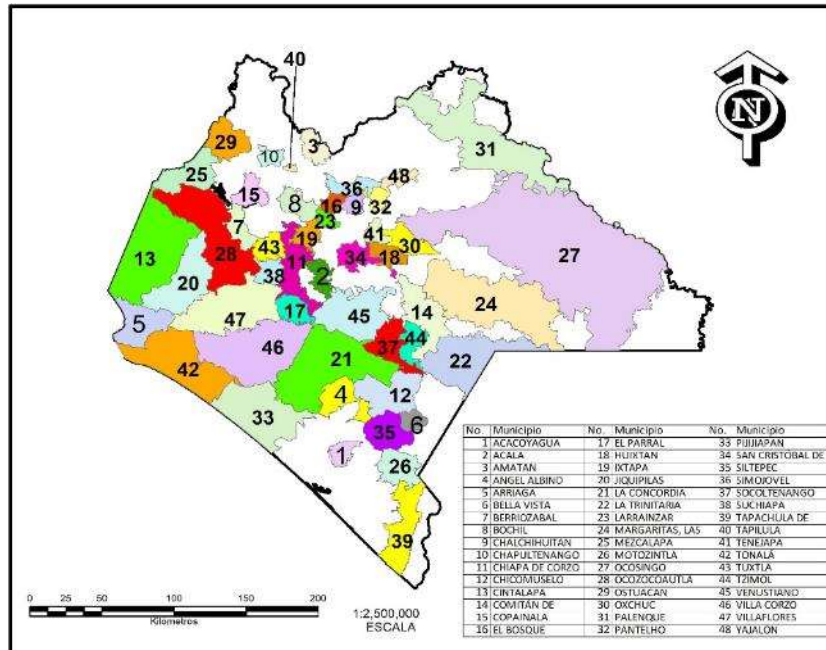 40
29
10
3
31
25
15
8
36
48
16
9
32
7
23
41
13
28
43
19
11
34
18
30
27
20
38
2
5
47
17
45
14
24
44
37
22
42
46
21
4
12
33
35
6
1
26
39
N
No. Municipio No. Municipio No. Municipio
1 ACACOYAGUA 17 EL PARRAL 33 PIJIJIAPAN
2 ACALA 18 HUIXTAN 34 SAN CRISTÓBAL DE
3 AMATAN 19 IXTAPA 35 SILTEPEC
4 ANGEL ALBINO 20 JIQUIPILAS 36 SIMOJOVEL
5 ARRIAGA 21 LA CONCORDIA 37 SOCOLTENANGO
6 BELLA VISTA 22 LA TRINITARIA 38 SUCHIAPA
7 BERRIOZABAL 23 LARRAINZAR 39 TAPACHULA DE
8 BOCHIL 24 MARGARITAS, LAS 40 TAPILULA
9 CHALCHIHUITAN 25 MEZCALAPA 41 TENEJAPA
10 CHAPULTENANGO 26 MOTOZINTLA 42 TONALÁ
11 CHIAPA DE CORZO 27 OCOSINGO 43 TUXTLA
12 CHICOMUSELO 28 OCOZOCOAUTLA 44 TZIMOL
13 CINTALAPA 29 OSTUACAN 45 VENUSTIANO
14 COMITÁN DE 30 OXCHUC 46 VILLA CORZO
15 COPAINALA 31 PALENQUE 47 VILLAFLORES
16 EL BOSQUE 32 PANTELHO 48 YAJALON
0 25 50 100 150 200
Kilometros
1:2,500,000
ESCALA